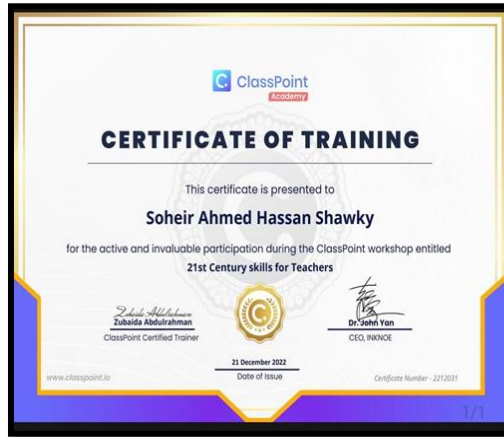 ClassPoint
Academy
CERTIFICATE OF TRAINING
This certificate is presented to
Soheir Ahmed Hassan Shawky
for the active and invaluable participation during the ClassPoint workshop entitled
21st Century skills for Teachers
Zubaida Abdulrahman
Zubaida Abdulrahman
ClassPoint Certified Trainer
C
Dr. John Yan
CEO, INKNOE
21 December 2022
Date of Issue
www.classpoint.io
Certificate Number - 2212031
1/1